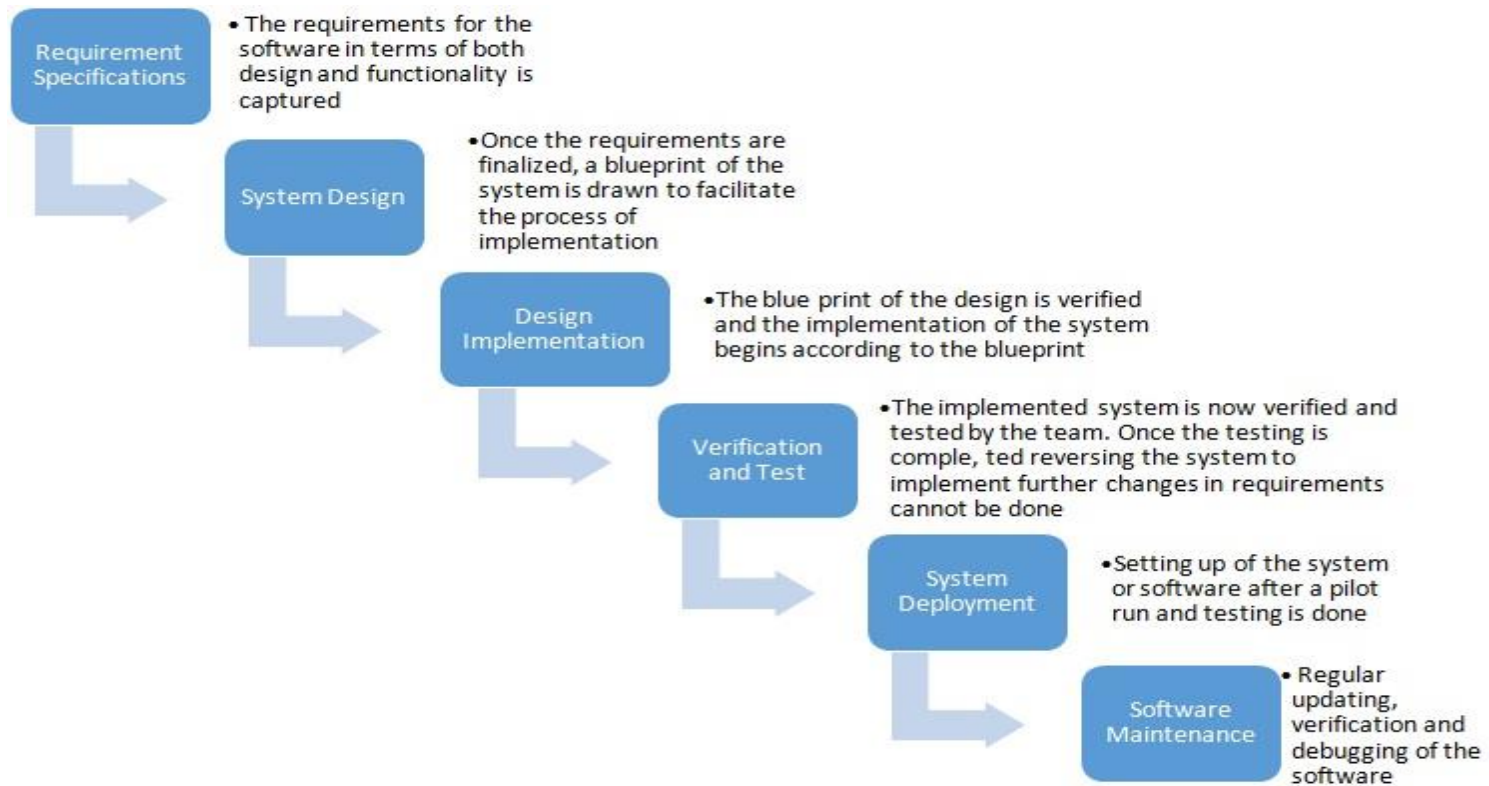 Requirement
Specifications
• The requirements for the
software in terms of both
design and functionality is
captured
System Design
•Once the requirements are
finalized, a blueprint of the
system is drawn to facilitate
the process of
implementation
Design
Implementation
•The blue print of the design is verified
and the implementation of the system
begins according to the blueprint
Verification
and Test
•The implemented system is now verified and
tested by the team. Once the testing is
comple, ted reversing the system to
implement further changes in requirements
cannot be done
System
Deployment
•Setting up of the system
or software after a pilot
run and testing is done
Software
Maintenance
• Regular
updating,
verification and
debugging of the
software